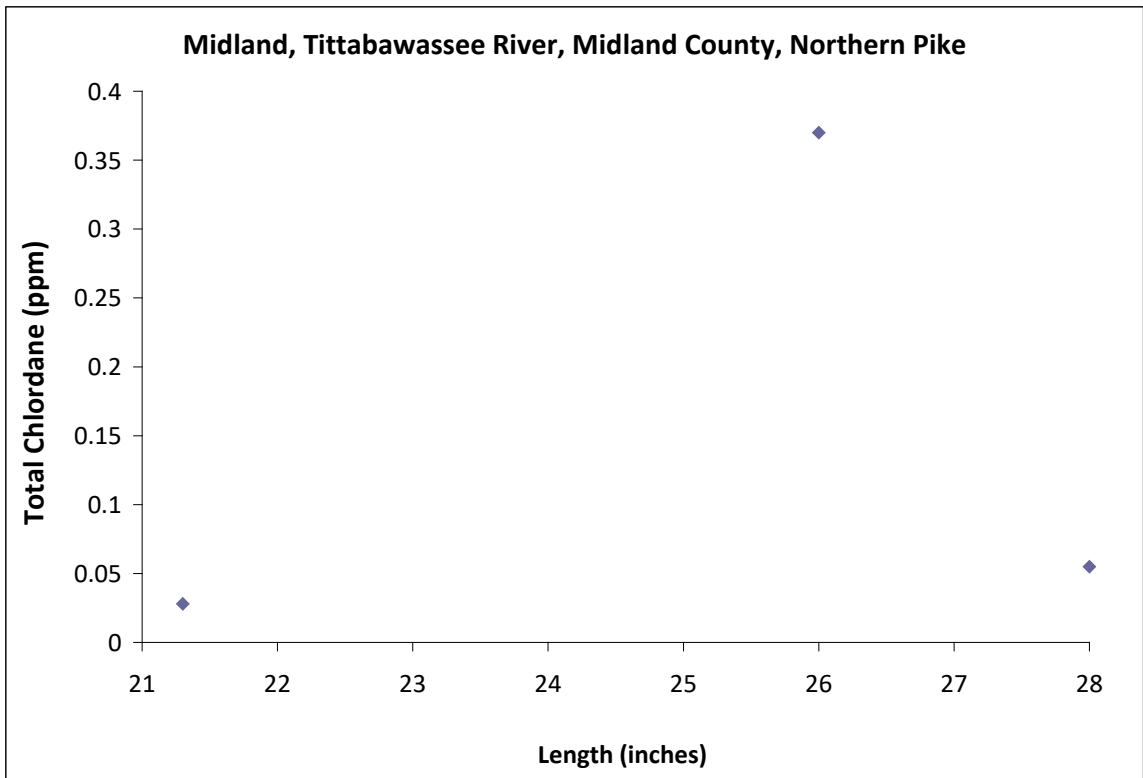 Midland, Tittabawassee River, Midland County, Northern Pike
0.4
0.35
0.3
0.25
0.2
0.15
0.1
0.05
0
Total Chlordane (ppm)
21 22 23 24 25 26 27 28
Length (inches)